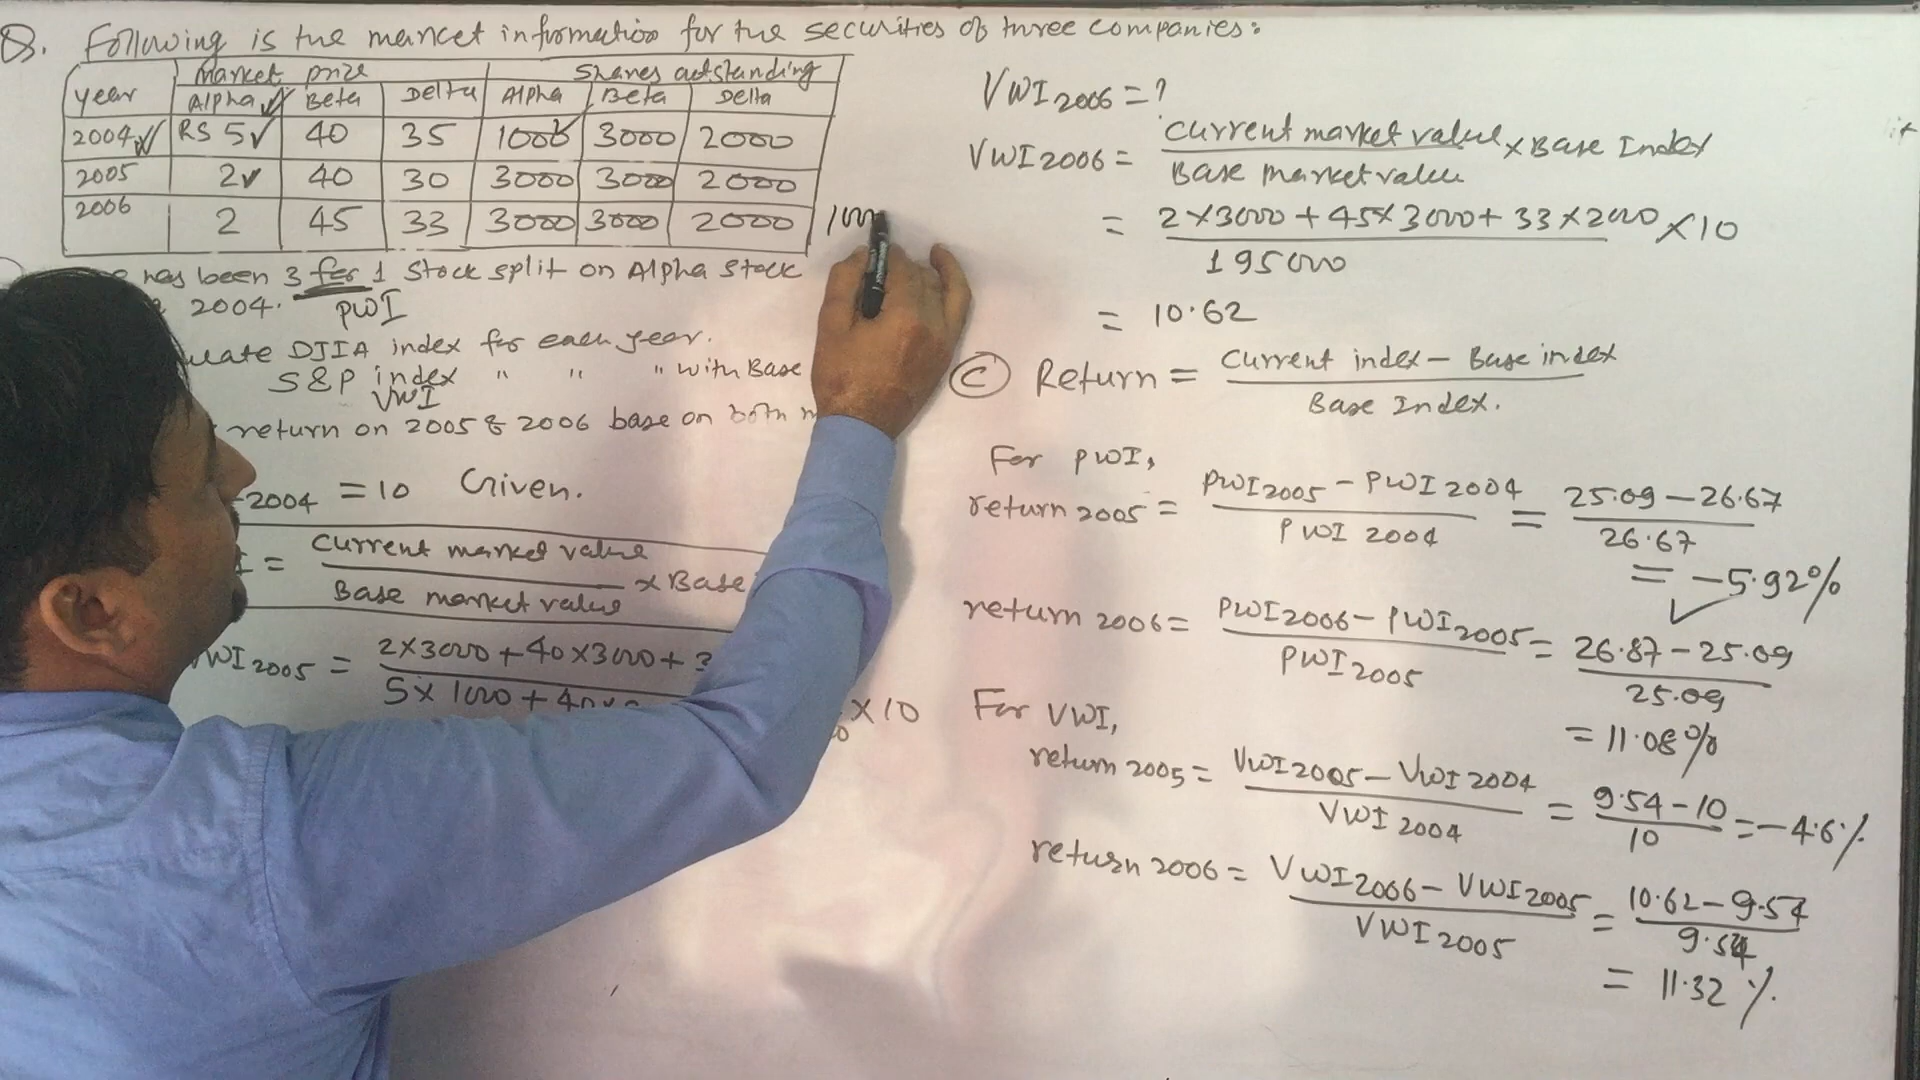 Q. Following is the market information for the securities of three companies:
year Market prize Shares outstanding
Alpha Beta Delta Alpha Beta Delta
2004 RS 5 40 35 1000 3000 2000
2005 2 40 30 3000 3000 2000
2006 2 45 33 3000 3000 2000
has been 3 for 1 stock split on Alpha stock
2004.
PWI
DJIA index for each year.
S&P index " " " with Base
VWI
return on 2005 & 2006 base on both
2004 = 10 Given.
I = Current market value / Base market value × Base
VWI 2005 = 2×3000 + 40×3000 +
5×1000 +
×10
VWI 2006 = ?
VWI 2006 = Current market value / Base market value × Base Index
= 2×3000 + 45×3000 + 33×2000 / 195000 × 10
= 10.62
C Return = Current index – Base index / Base Index.
For PWI,
return 2005 = PWI 2005 – PWI 2004 / PWI 2004 = 25.09 – 26.67 / 26.67
= –5.92%
return 2006 = PWI 2006 – PWI 2005 / PWI 2005 = 26.87 – 25.09 / 25.09
= 11.08%
For VWI,
return 2005 = VWI 2005 – VWI 2004 / VWI 2004 = 9.54 – 10 / 10 = –4.6%
return 2006 = VWI 2006 – VWI 2005 / VWI 2005 = 10.62 – 9.54 / 9.54
= 11.32%